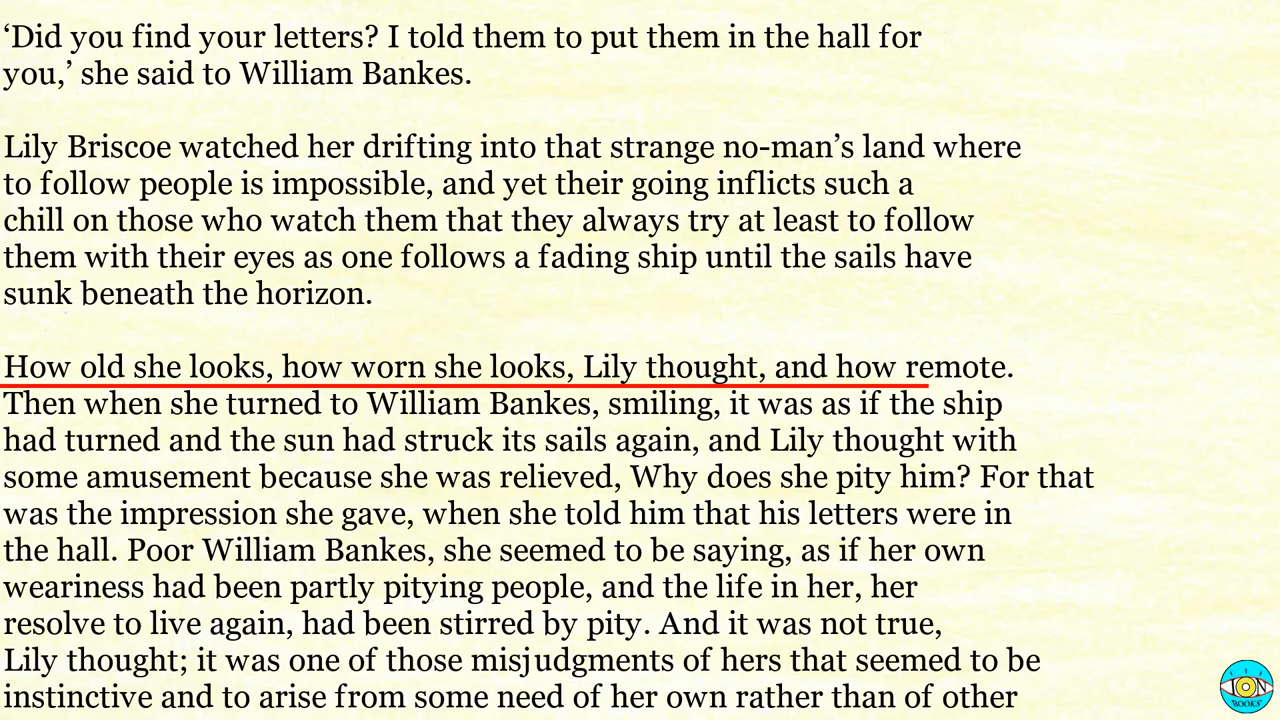 ‘Did you find your letters? I told them to put them in the hall for
you,’ she said to William Bankes.
Lily Briscoe watched her drifting into that strange no-man’s land where
to follow people is impossible, and yet their going inflicts such a
chill on those who watch them that they always try at least to follow
them with their eyes as one follows a fading ship until the sails have
sunk beneath the horizon.
How old she looks, how worn she looks, Lily thought, and how remote.
Then when she turned to William Bankes, smiling, it was as if the ship
had turned and the sun had struck its sails again, and Lily thought with
some amusement because she was relieved, Why does she pity him? For that
was the impression she gave, when she told him that his letters were in
the hall. Poor William Bankes, she seemed to be saying, as if her own
weariness had been partly pitying people, and the life in her, her
resolve to live again, had been stirred by pity. And it was not true,
Lily thought; it was one of those misjudgments of hers that seemed to be
instinctive and to arise from some need of her own rather than of other
ION
BOOKS